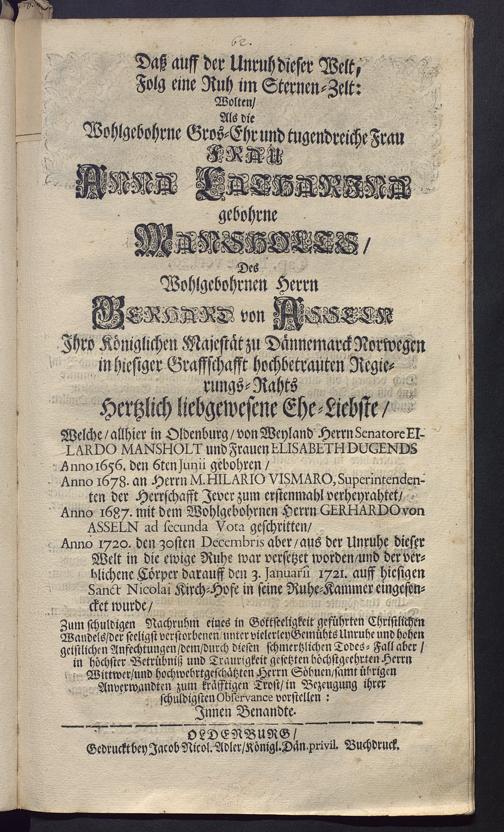 62.
Daß auff der Unruh dieser Welt,
Folg eine Ruh im Sternen-Zelt:
Wolten/
Als die
Wohlgebohrne Gros-Ehr und tugendreiche Frau
FRAU
ANNA CATHARINA
gebohrne
MANSHOLTS/
Des
Wohlgebohrnen Herrn
GERHARD von ASSELN
Ihro Königlichen Majestät zu Dännemarck Norwegen
in hiesiger Graffschafft hochbetrauten Regie-
rungs-Rahts
Hertzlich liebgewesene Ehe-Liebste/
Welche/ allhier in Oldenburg/ von Weyland Herrn Senatore EI-
LARDO MANSHOLT und Frauen ELISABETH DUGENDS
Anno 1656, den 6ten Junii gebohren/
Anno 1678. an Herrn M. HILARIO VISMARO, Superintenden-
ten der Herrschafft Jever zum erstenmahl verheyrahtet/
Anno 1687. mit dem Wohlgebohrnen Herrn GERHARDO von
ASSELN ad secunda Vota geschritten/
Anno 1720. den 30sten Decembris aber/ aus der Unruhe dieser
Welt in die ewige Ruhe war versetzet worden/ und der ver-
blichene Cörper darauff den 3. Januarii 1721. auff hiesigen
Sanct Nicolai Kirch-Hofe in seine Ruhe-Kammer eingesen-
cket wurde/
Zum schuldigen Nachruhm eines in Gottseeligkeit geführten Christlichen
Wandels/ der seeligst verstorbenen/ unter vielerley Gemühts Unruhe und hohen
geistlichen Anfechtungen/ dem/ durch diesen schmertzlichen Todes-Fall aber/
in höchster Betrübniß und Traurigkeit gesetzten höchstgeehrten Herrn
Wittwer/ und hochwehrtgeschätzten Herrn Söhnen/ samt übrigen
Anverwandten zum kräfftigen Trost/ in Bezeugung ihrer
schuldigsten Observance vorstellen:
Innen Benandte.
OLDENBURG/
Gedruckt bey Jacob Nicol. Adler/ Königl. Dän. privil. Buchdruck.